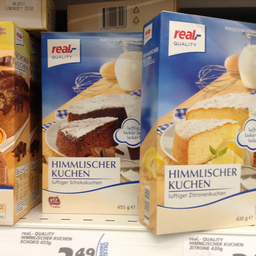 real,-
QUALITY
HIMMLISCHER
KUCHEN
luftiger Schokokuchen
455 g
real,-
QUALITY
HIMMLISCHER
KUCHEN
luftiger Zitronenkuchen
430 g
real,- QUALITY
HIMMLISCHER KUCHEN
SCHOKO 455g
real,- QUALITY
HIMMLISCHER KUCHEN
ZITRONE 430g